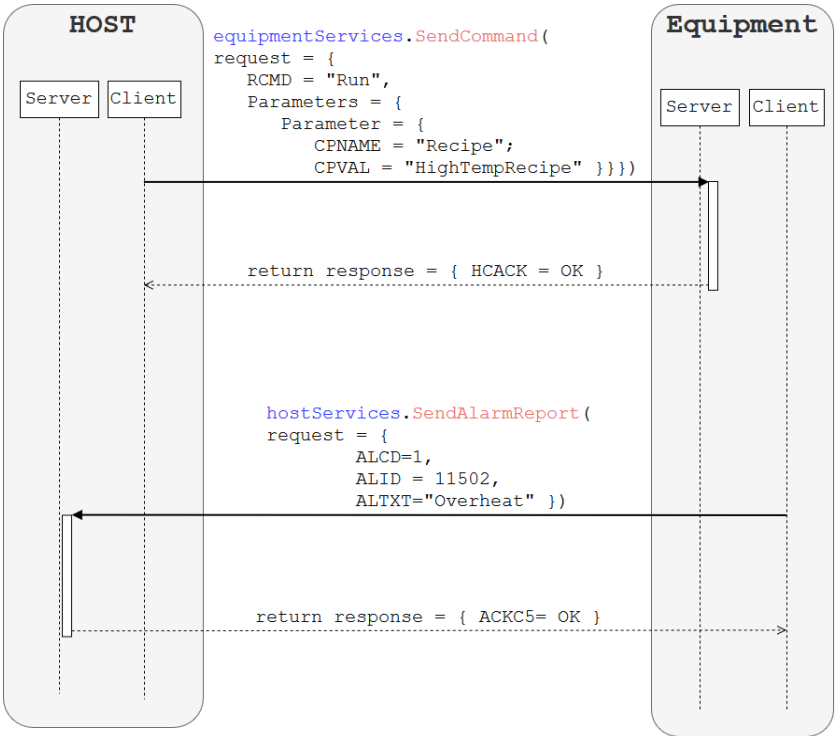 HOST
Equipment
equipmentServices.SendCommand(
request = {
RCMD = "Run",
Parameters = {
Parameter = {
CPNAME = "Recipe";
CPVAL = "HighTempRecipe" }}})
Server
Client
Server
Client
return response = { HCACK = OK }
hostServices.SendAlarmReport(
request = {
ALCD=1,
ALID = 11502,
ALTXT="Overheat" })
return response = { ACKC5= OK }